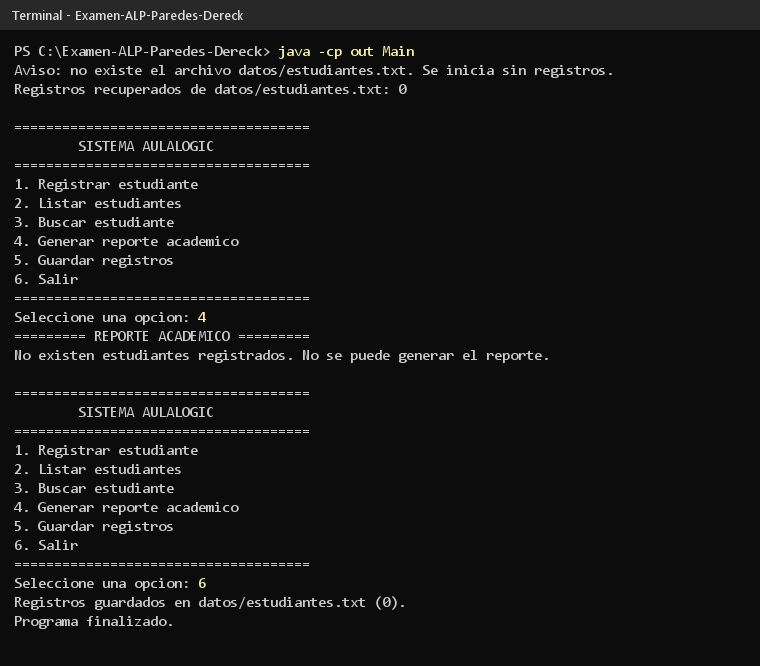 Terminal - Examen-ALP-Paredes-Dereck
PS C:\Examen-ALP-Paredes-Dereck> java -cp out Main
Aviso: no existe el archivo datos/estudiantes.txt. Se inicia sin registros.
Registros recuperados de datos/estudiantes.txt: 0
=====================================
SISTEMA AULALOGIC
=====================================
1. Registrar estudiante
2. Listar estudiantes
3. Buscar estudiante
4. Generar reporte academico
5. Guardar registros
6. Salir
=====================================
Seleccione una opcion: 4
========= REPORTE ACADEMICO =========
No existen estudiantes registrados. No se puede generar el reporte.
=====================================
SISTEMA AULALOGIC
=====================================
1. Registrar estudiante
2. Listar estudiantes
3. Buscar estudiante
4. Generar reporte academico
5. Guardar registros
6. Salir
=====================================
Seleccione una opcion: 6
Registros guardados en datos/estudiantes.txt (0).
Programa finalizado.